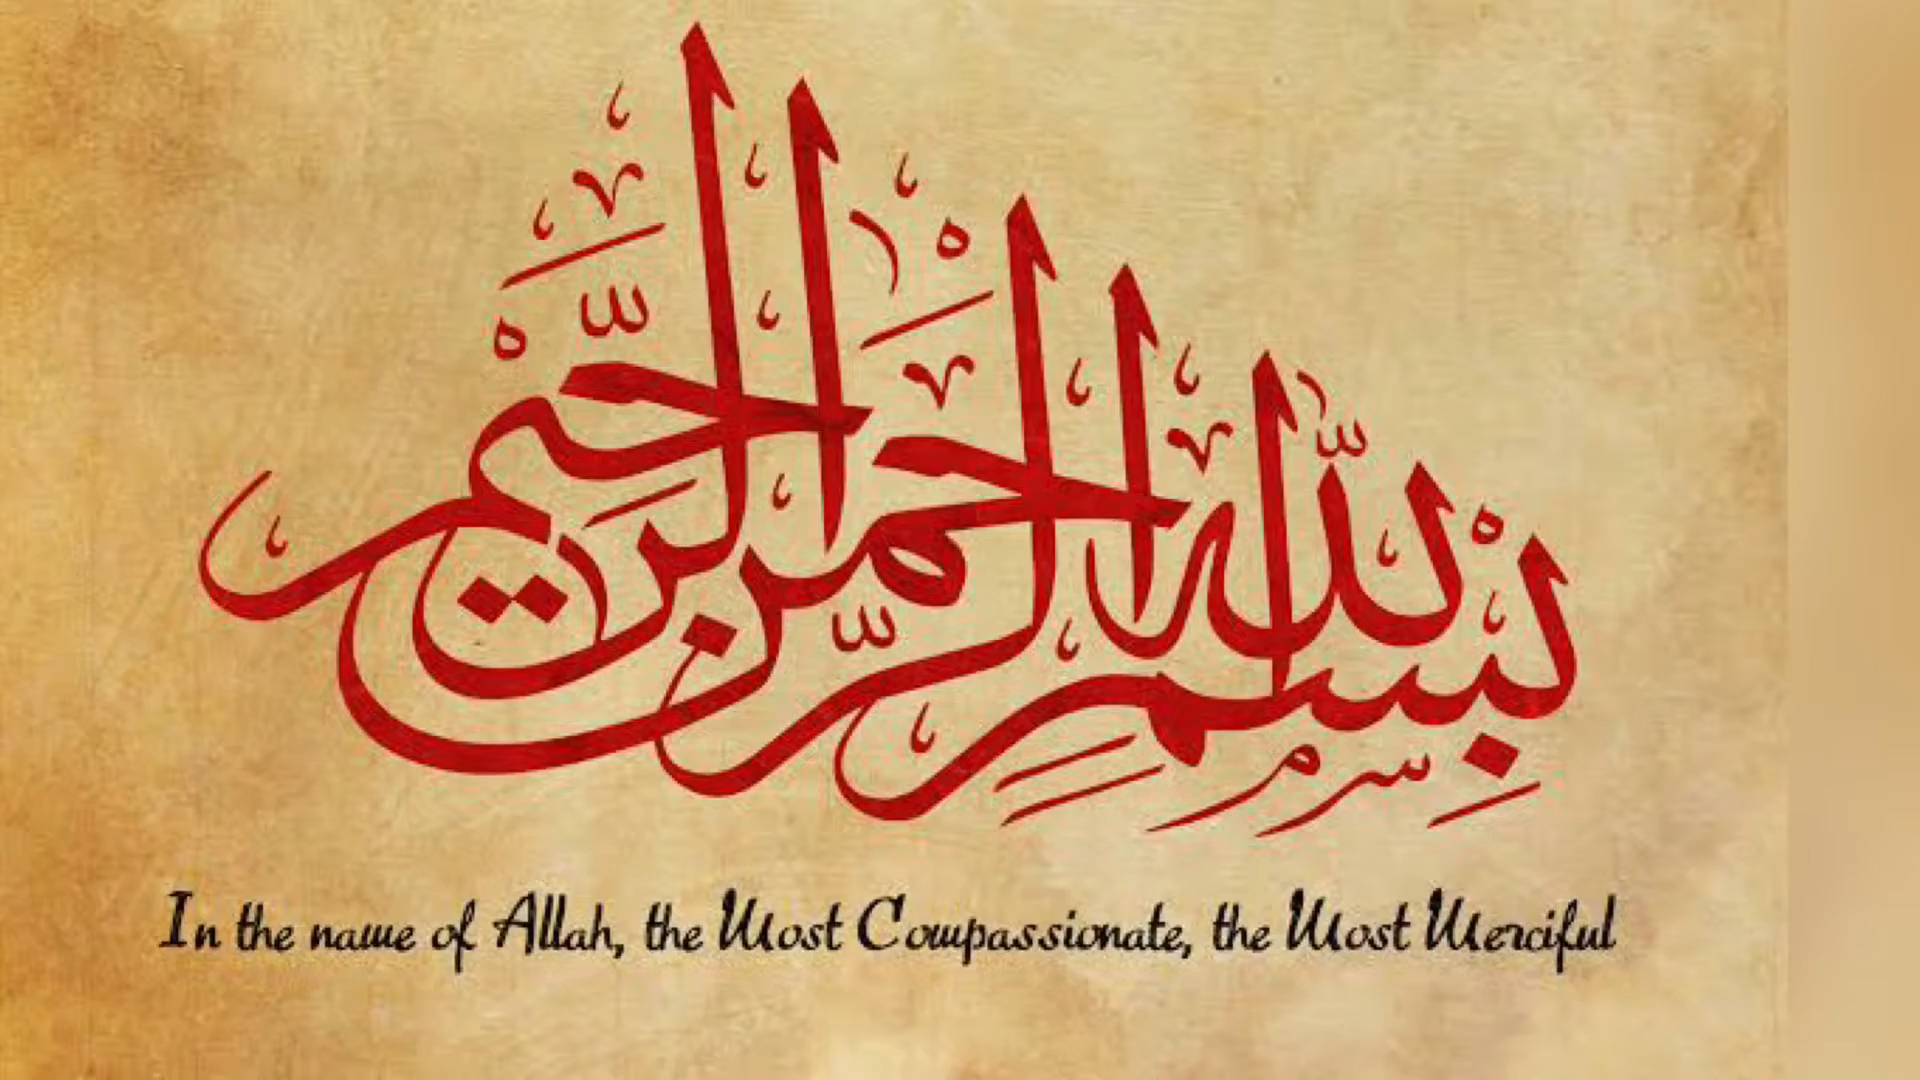 بِسْمِ اللَّهِ الرَّحْمَٰنِ الرَّحِيمِ
In the name of Allah, the Most Compassionate, the Most Merciful